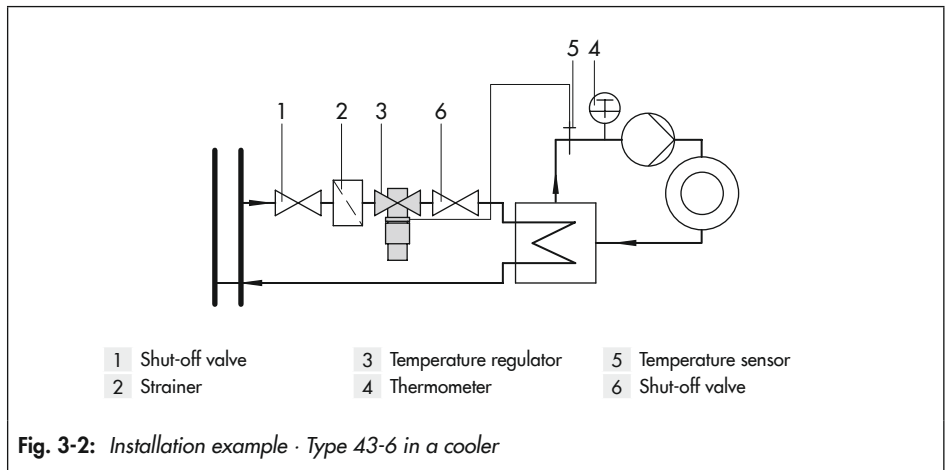 5 4
1 2 3 6
1 Shut-off valve
2 Strainer
3 Temperature regulator
4 Thermometer
5 Temperature sensor
6 Shut-off valve
Fig. 3-2: Installation example · Type 43-6 in a cooler